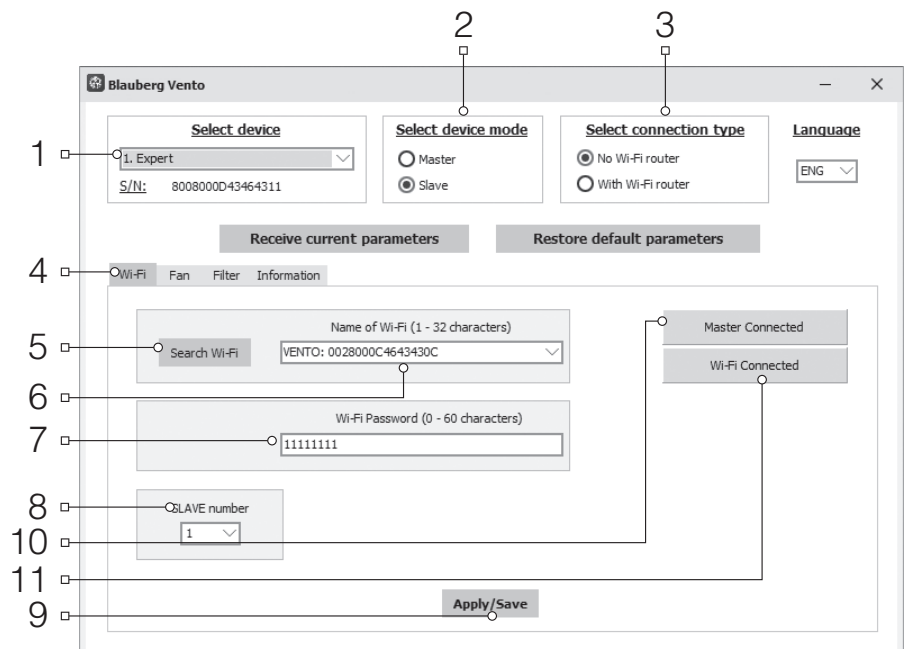 2
3
Blauberg Vento
Select device
Select device mode
Select connection type
Language
1
1. Expert
Master
No Wi-Fi router
ENG
S/N: 8008000D43464311
Slave
With Wi-Fi router
Receive current parameters
Restore default parameters
4
Wi-Fi
Fan
Filter
Information
Name of Wi-Fi (1 - 32 characters)
Master Connected
5
Search Wi-Fi
VENTO: 0028000C4643430C
Wi-Fi Connected
6
Wi-Fi Password (0 - 60 characters)
7
11111111
8
SLAVE number
1
10
11
Apply/Save
9